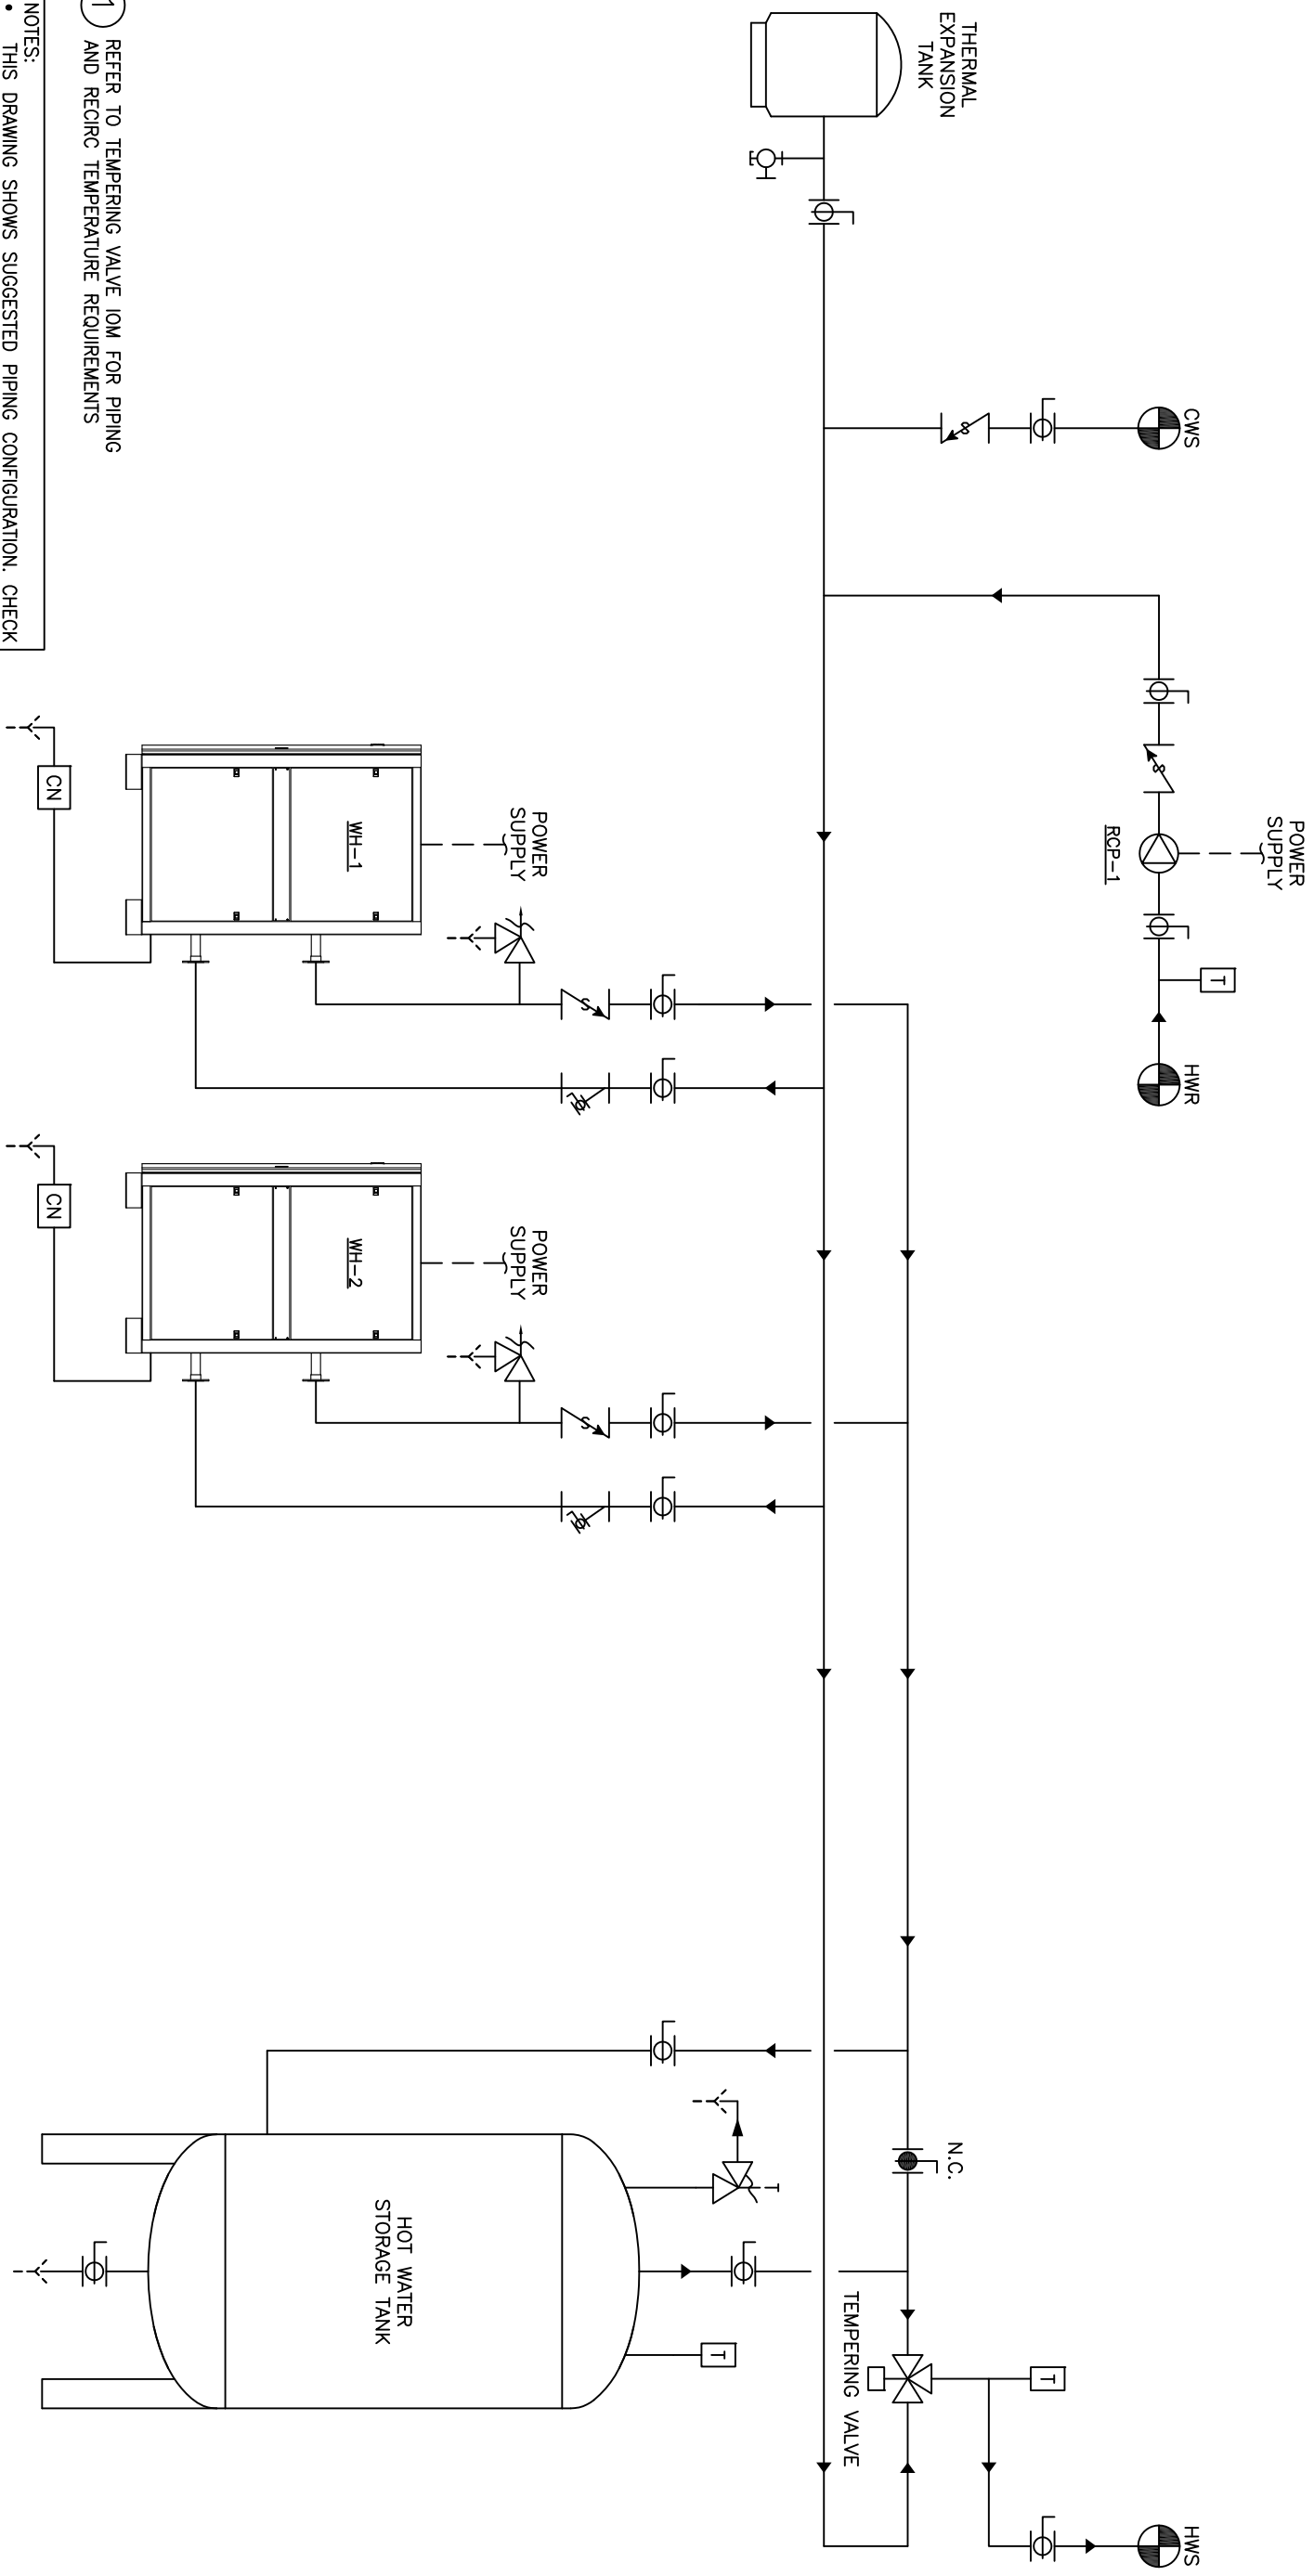 POWER
SUPPLY
CWS
RCP-1
T
HWR
HWS
THERMAL
EXPANSION
TANK
N.C.
T
TEMPERING VALVE
T
POWER
SUPPLY
POWER
SUPPLY
WH-1
WH-2
HOT WATER
STORAGE TANK
T
CN
CN
1
REFER TO TEMPERING VALVE IOM FOR PIPING
AND RECIRC TEMPERATURE REQUIREMENTS
NOTES:
• THIS DRAWING SHOWS SUGGESTED PIPING CONFIGURATION. CHECK
S
S
S
S